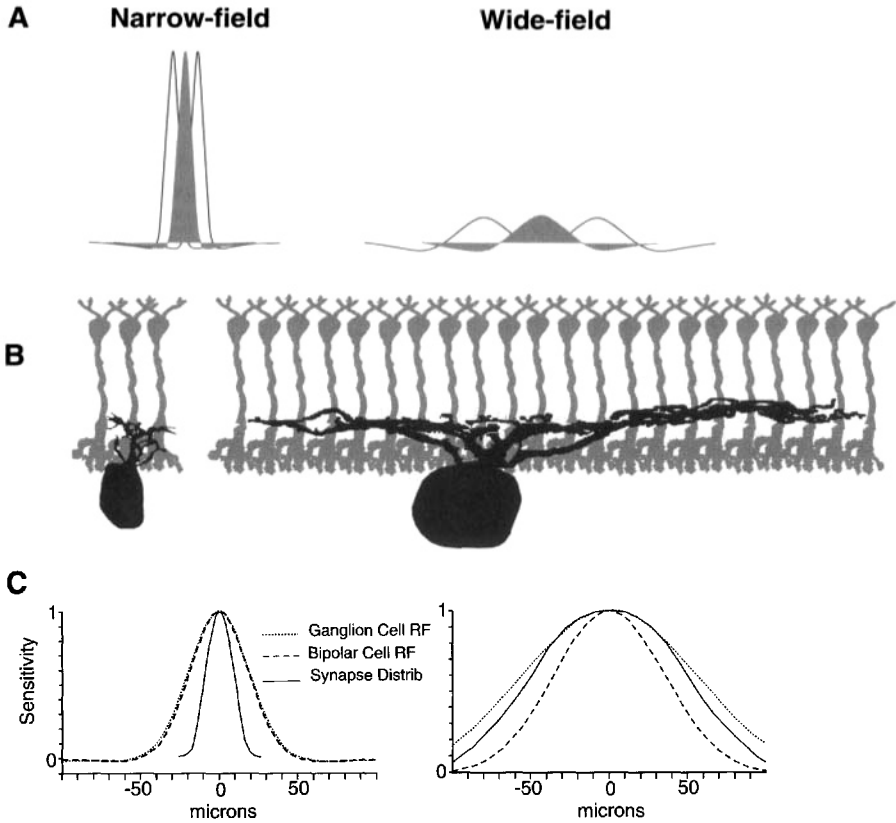 A
Narrow-field
Wide-field
B
C
1
Sensitivity
0
-50
0
50
microns
Ganglion Cell RF
Bipolar Cell RF
Synapse Distrib
1
0
-50
0
50
microns